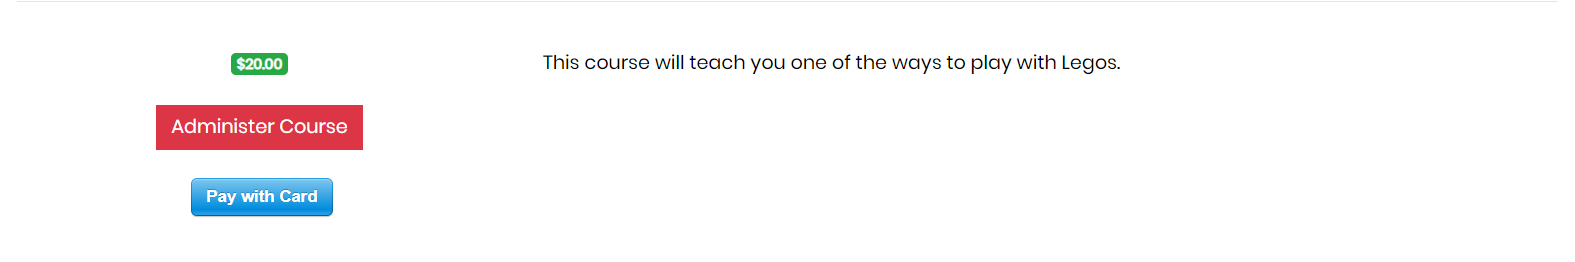 $20.00
This course will teach you one of the ways to play with Legos.
Administer Course
Pay with Card